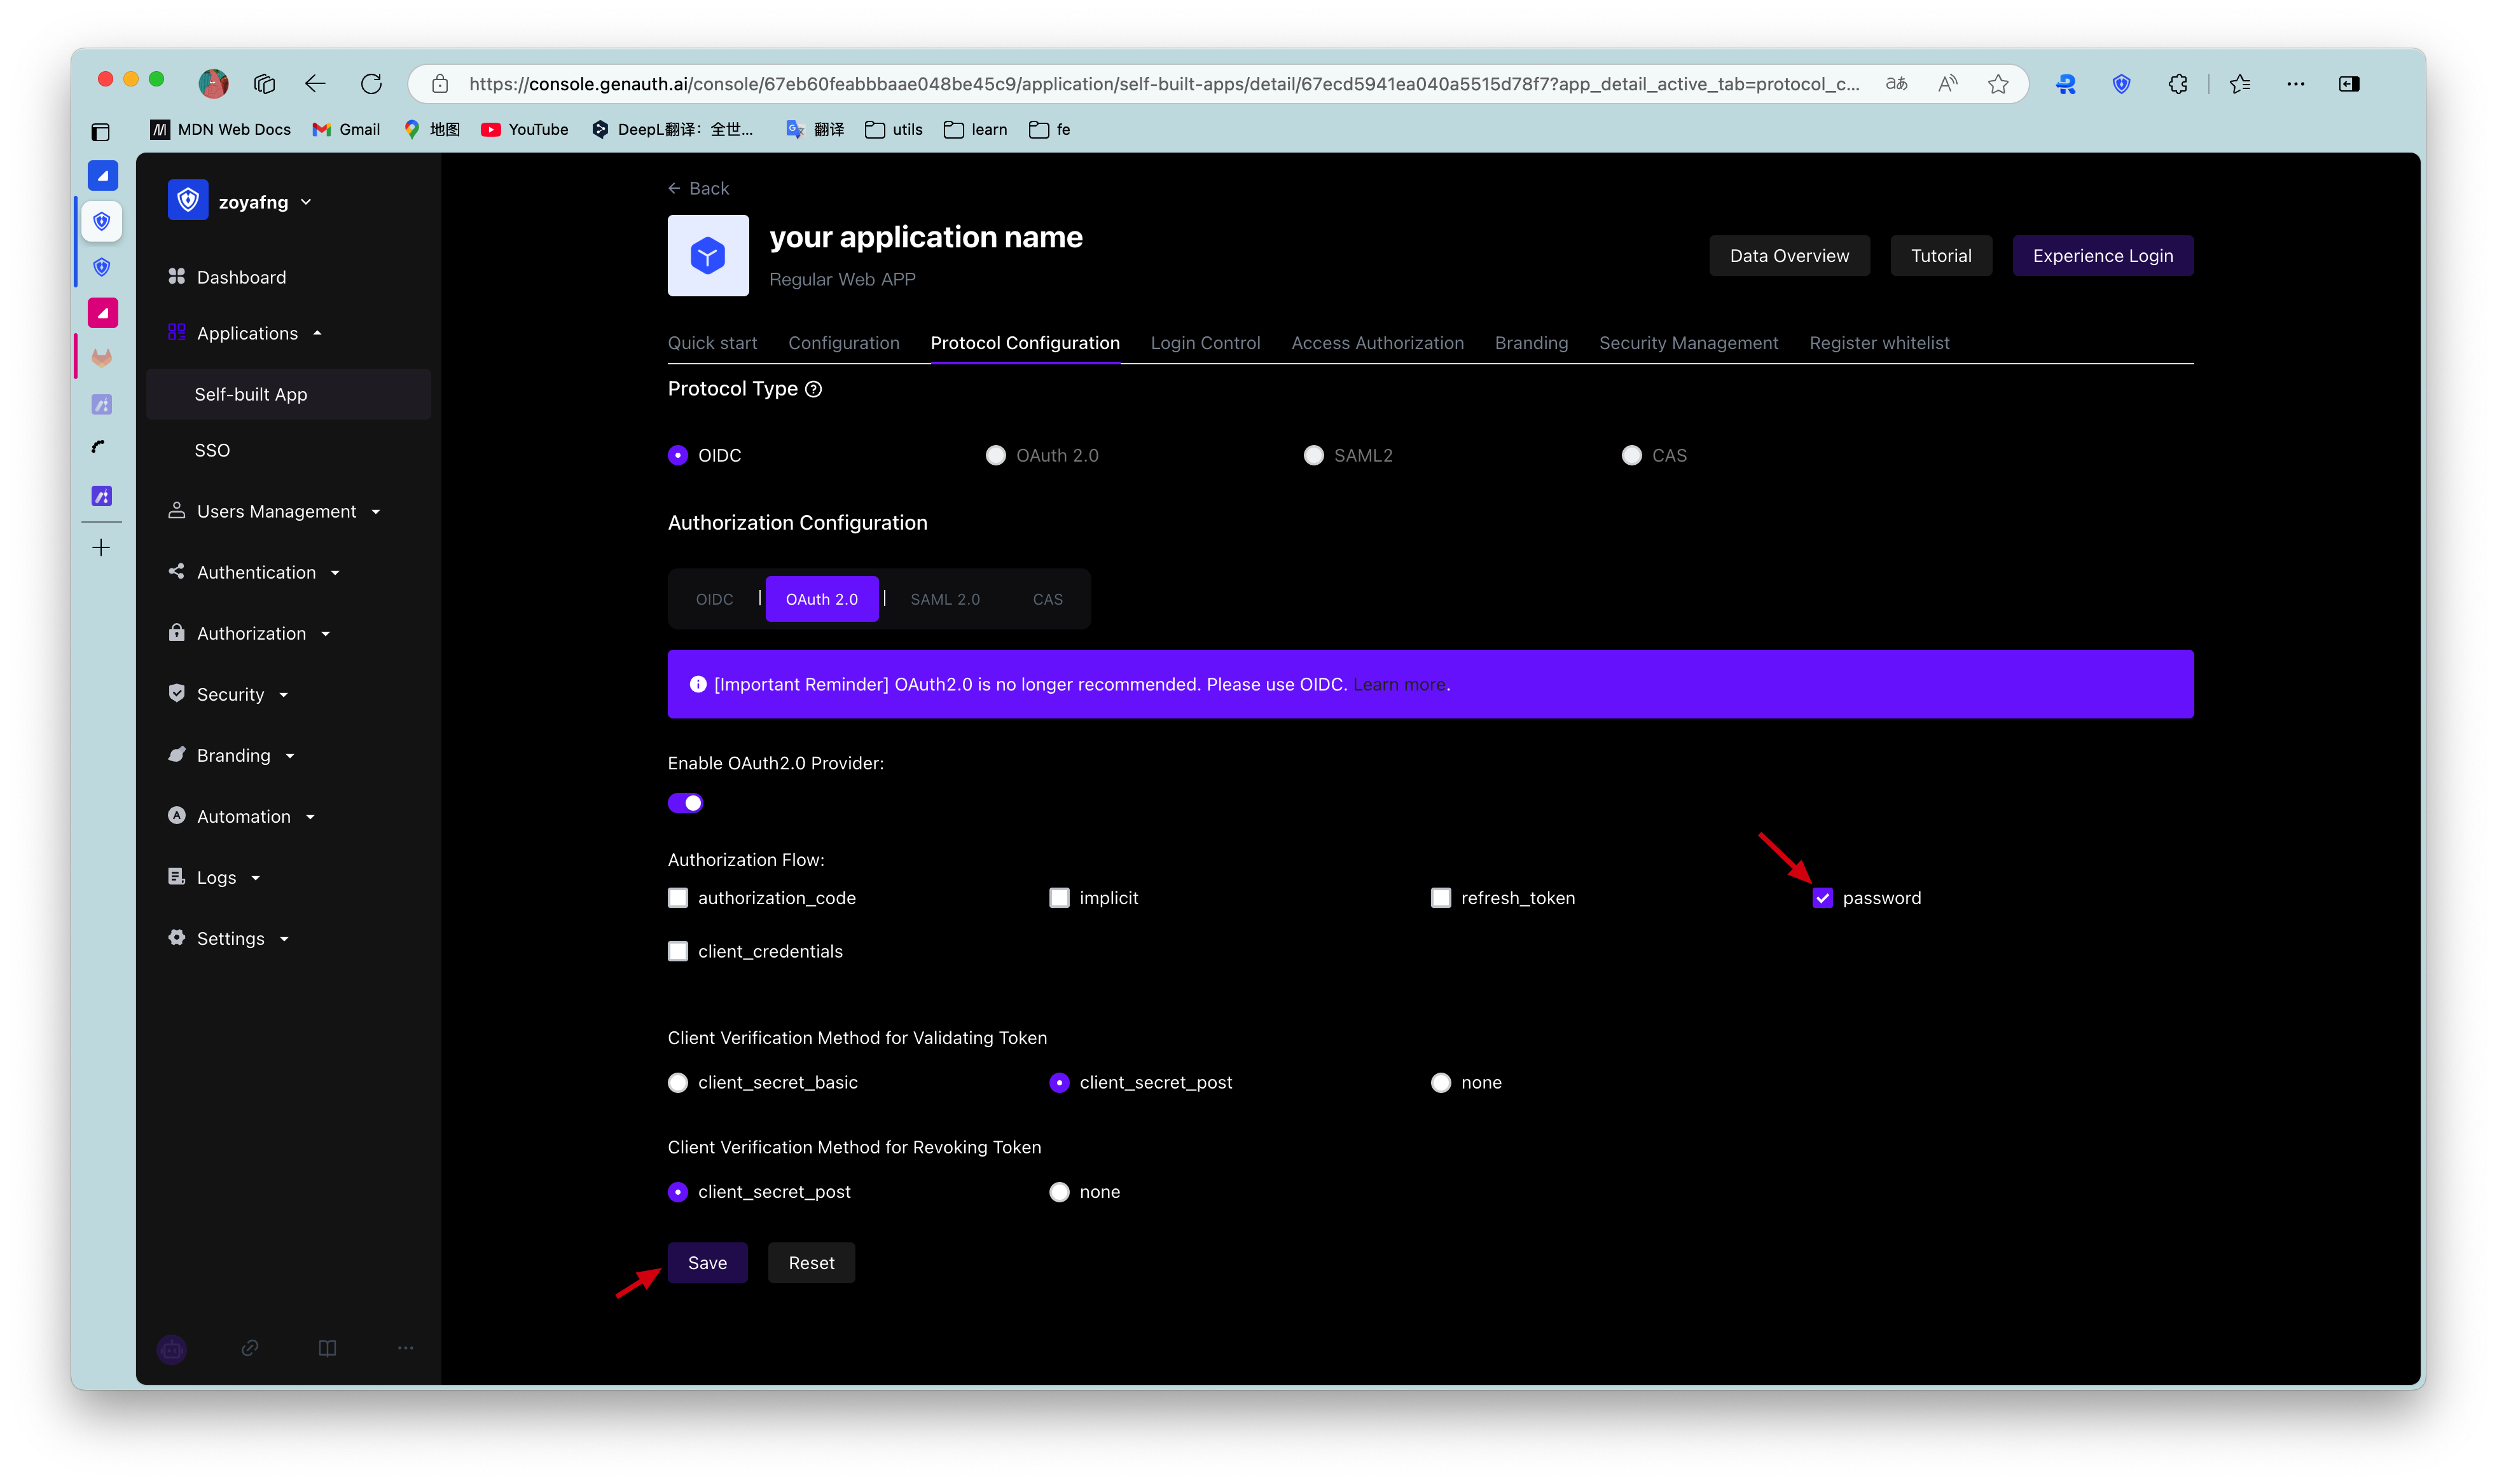 https://console.genauth.ai/console/67eb60feabbbaae048be45c9/application/self-built-apps/detail/67ecd5941ea040a5515d78f7?app_detail_active_tab=protocol_c...
MDN Web Docs Gmail 地图 YouTube DeepL翻译：全世... 翻译 utils learn fe
zoyafng
Dashboard
Applications
Self-built App
SSO
Users Management
Authentication
Authorization
Security
Branding
Automation
Logs
Settings
Back
your application name
Regular Web APP
Data Overview Tutorial Experience Login
Quick start Configuration Protocol Configuration Login Control Access Authorization Branding Security Management Register whitelist
Protocol Type
OIDC OAuth 2.0 SAML2 CAS
Authorization Configuration
OIDC OAuth 2.0 SAML 2.0 CAS
[Important Reminder] OAuth2.0 is no longer recommended. Please use OIDC. Learn more.
Enable OAuth2.0 Provider:
Authorization Flow:
authorization_code implicit refresh_token password
client_credentials
Client Verification Method for Validating Token
client_secret_basic client_secret_post none
Client Verification Method for Revoking Token
client_secret_post none
Save Reset